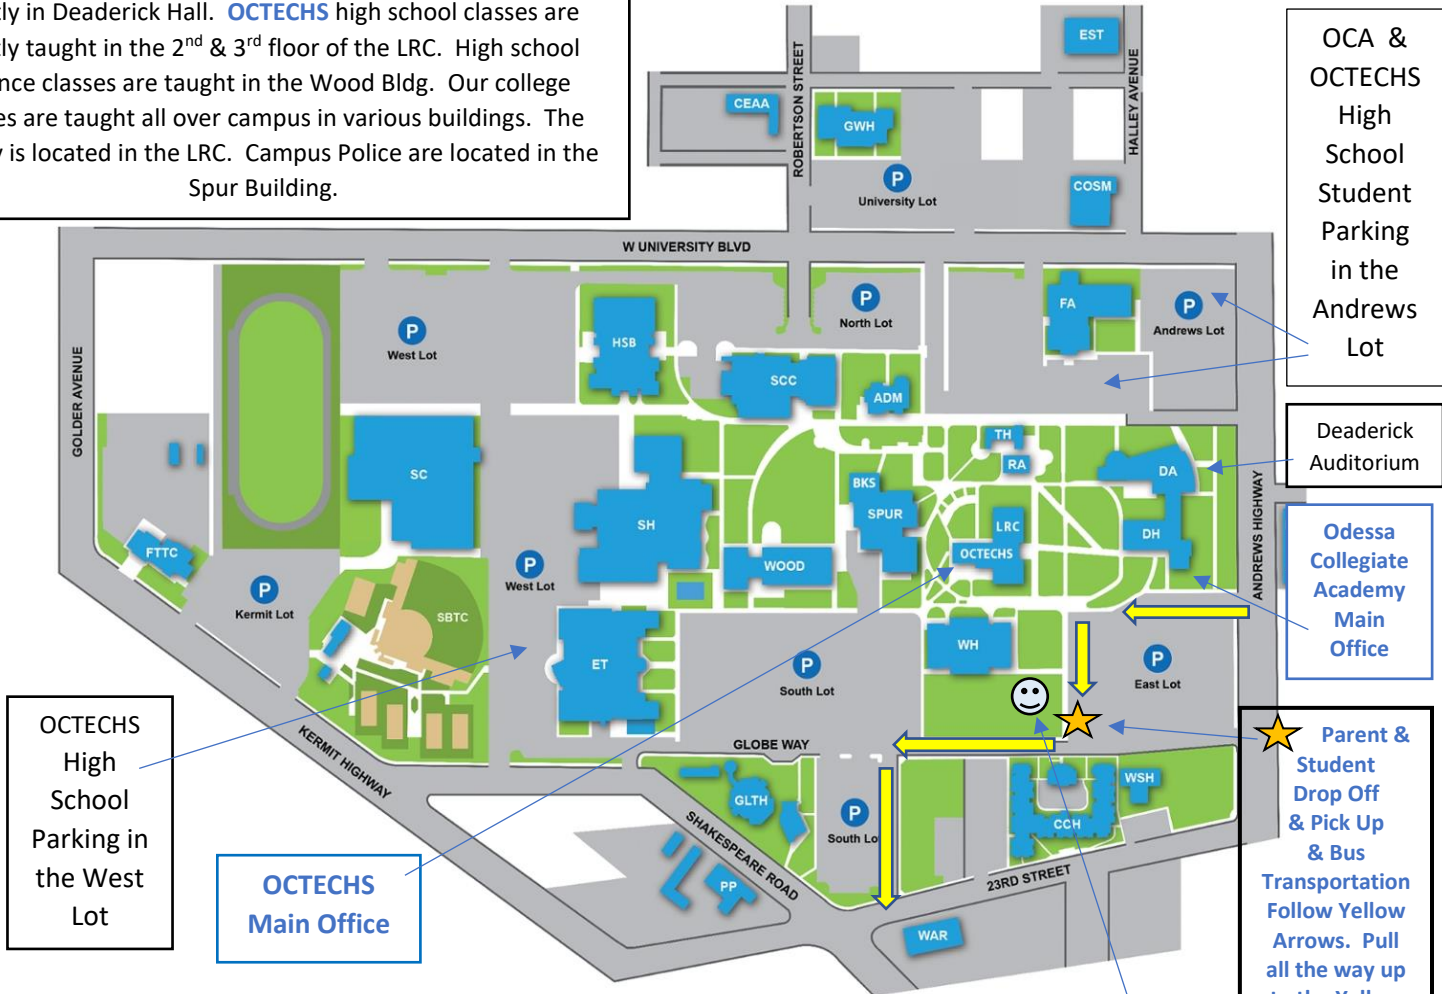 in Deaderick Hall. OCTECHS high school classes are
taught in the 2nd & 3rd floor of the LRC. High school
classes are taught in the Wood Bldg. Our college
are taught all over campus in various buildings. The
is located in the LRC. Campus Police are located in the
Spur Building.
EST
CEAA
GWH
ROBERTSON STREET
HALLEY AVENUE
P
University Lot
COSM
OCA &
OCTECHS
High
School
Student
Parking
in the
Andrews
Lot
W UNIVERSITY BLVD
GOLDER AVENUE
P
West Lot
HSB
P
North Lot
FA
P
Andrews Lot
SCC
ADM
Deaderick
Auditorium
TH
RA
DA
SC
BKS
SPUR
SH
LRC
OCTECHS
DH
ANDREWS HIGHWAY
Odessa
Collegiate
Academy
Main
Office
FTTC
P
West Lot
WOOD
P
Kermit Lot
SBTC
ET
P
South Lot
WH
P
East Lot
OCTECHS
High
School
Parking in
the West
Lot
KERMIT HIGHWAY
GLOBE WAY
Parent &
Student
Drop Off
& Pick Up
& Bus
Transportation
Follow Yellow
Arrows. Pull
all the way up
GLTH
P
South Lot
CCH
WSH
SHAKESPEARE ROAD
PP
23RD STREET
OCTECHS
Main Office
WAR